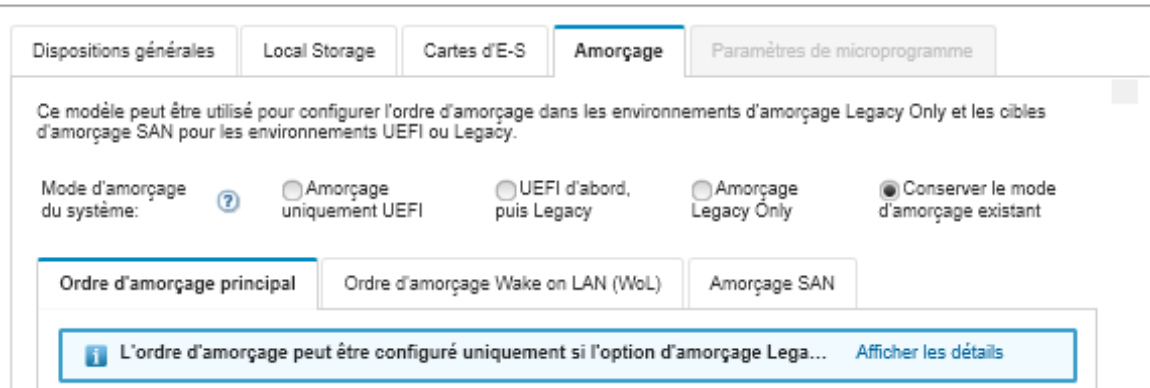 Dispositions générales Local Storage Cartes d'E-S Amorçage Paramètres de microprogramme
Ce modèle peut être utilisé pour configurer l'ordre d'amorçage dans les environnements d'amorçage Legacy Only et les cibles
d'amorçage SAN pour les environnements UEFI ou Legacy.
Mode d'amorçage du système: ? Amorçage uniquement UEFI UEFI d'abord, puis Legacy Amorçage Legacy Only Conserver le mode d'amorçage existant
Ordre d'amorçage principal Ordre d'amorçage Wake on LAN (WoL) Amorçage SAN
L'ordre d'amorçage peut être configuré uniquement si l'option d'amorçage Lega... Afficher les détails